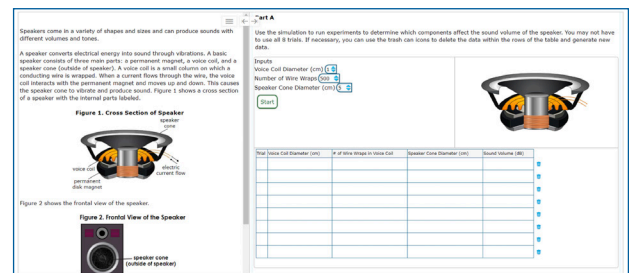 Speakers come in a variety of shapes and sizes and can produce sounds with
different volumes and tones.
A speaker converts electrical energy into sound through vibrations. A basic
speaker consists of three main parts: a permanent magnet, a voice coil, and a
speaker cone (outside of speaker). A voice coil is a small column on which a
conducting wire is wrapped. When a current flows through the wire, the voice
coil interacts with the permanent magnet and moves up and down. This causes
the speaker cone to vibrate and produce sound. Figure 1 shows a cross section
of a speaker with the internal parts labeled.
Figure 1. Cross Section of Speaker
speaker
cone
voice coil
electric
current flow
permanent
disk magnet
Figure 2 shows the frontal view of the speaker.
Figure 2. Frontal View of the Speaker
speaker cone
(outside of speaker)
Part A
Use the simulation to run experiments to determine which components affect the sound volume of the speaker. You may not have
to use all 8 trials. If necessary, you can use the trash can icons to delete the data within the rows of the table and generate new
data.
Inputs
Voice Coil Diameter (cm) 1
Number of Wire Wraps 500
Speaker Cone Diameter (cm) 5
Start
Trial Voice Coil Diameter (cm) # of Wire Wraps in Voice Coil Speaker Cone Diameter (cm) Sound Volume (dB)